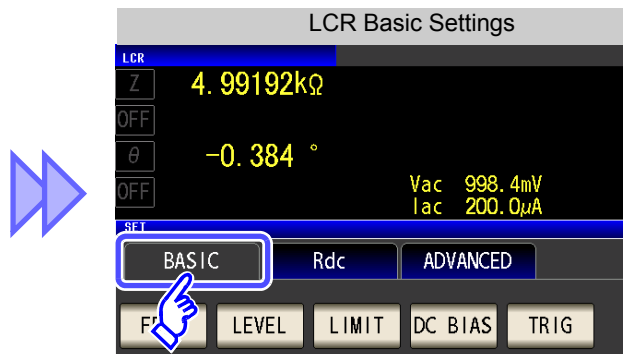 LCR Basic Settings
LCR
Z 4.99192kΩ
OFF
θ -0.384 °
OFF
Vac 998.4mV
Iac 200.0μA
SET
BASIC Rdc ADVANCED
LEVEL LIMIT DC BIAS TRIG